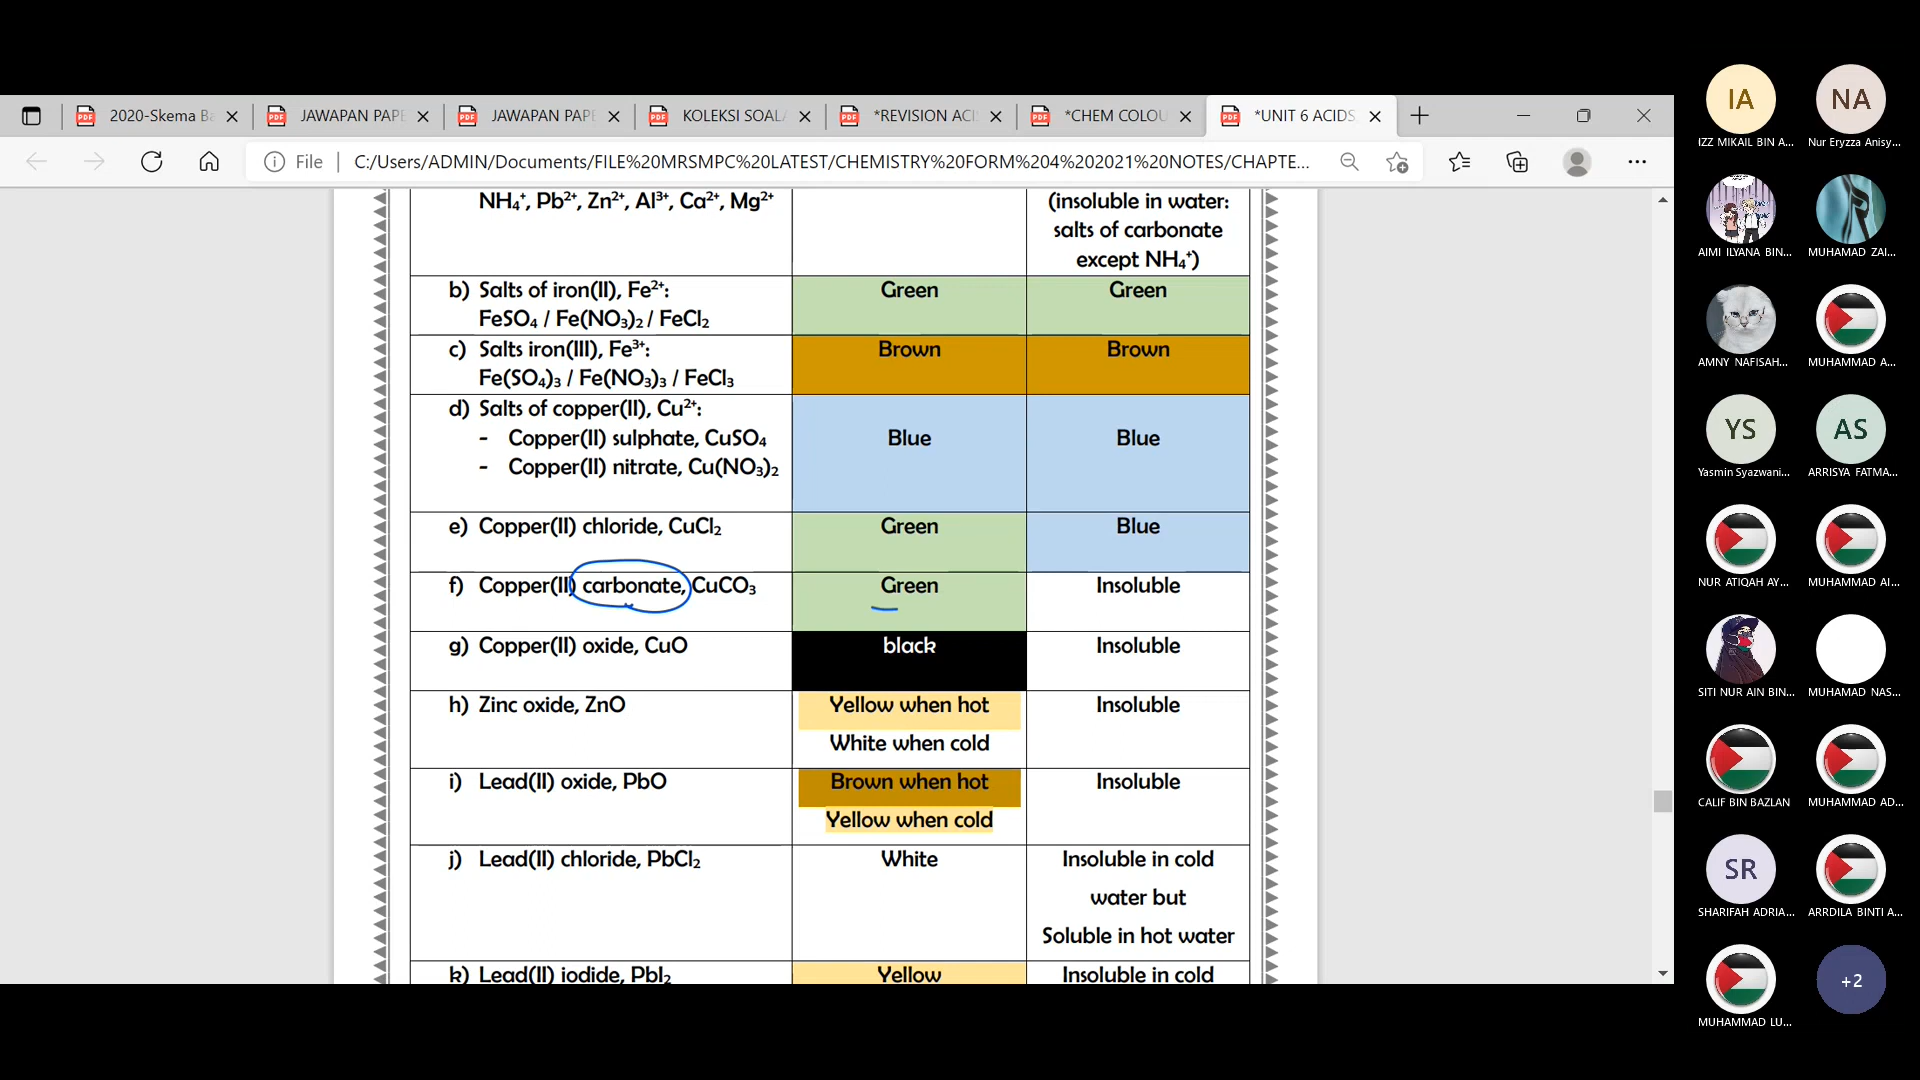 2020-Skema Ba
JAWAPAN PAPE
JAWAPAN PAPE
KOLEKSI SOALA
*REVISION ACI
*CHEM COLOU
*UNIT 6 ACIDS
File
C:/Users/ADMIN/Documents/FILE%20MRSMPC%20LATEST/CHEMISTRY%20FORM%204%202021%20NOTES/CHAPTE...
NH₄⁺, Pb²⁺, Zn²⁺, Al³⁺, Ca²⁺, Mg²⁺
(insoluble in water:
salts of carbonate
except NH₄⁺)
b) Salts of iron(II), Fe²⁺:
FeSO₄ / Fe(NO₃)₂ / FeCl₂
Green
Green
c) Salts iron(III), Fe³⁺:
Fe(SO₄)₃ / Fe(NO₃)₃ / FeCl₃
Brown
Brown
d) Salts of copper(II), Cu²⁺:
- Copper(II) sulphate, CuSO₄
- Copper(II) nitrate, Cu(NO₃)₂
Blue
Blue
e) Copper(II) chloride, CuCl₂
Green
Blue
f) Copper(II) carbonate, CuCO₃
Green
Insoluble
g) Copper(II) oxide, CuO
black
Insoluble
h) Zinc oxide, ZnO
Yellow when hot
White when cold
Insoluble
i) Lead(II) oxide, PbO
Brown when hot
Yellow when cold
Insoluble
j) Lead(II) chloride, PbCl₂
White
Insoluble in cold
water but
Soluble in hot water
k) Lead(II) iodide, PbI₂
Yellow
Insoluble in cold
IA
IZZ MIKAIL BIN A...
NA
Nur Eryzza Anisy...
AIMI ILYANA BIN...
MUHAMAD ZAI...
AMNY NAFISAH...
MUHAMMAD A...
YS
Yasmin Syazwani...
AS
ARRISYA FATMA...
NUR ATIQAH AY...
MUHAMMAD AI...
SITI NUR AIN BIN...
MUHAMAD NAS...
CALIF BIN BAZLAN
MUHAMMAD AD...
SR
SHARIFAH ADRIA...
ARRDILA BINTI A...
MUHAMMAD LU...
+2